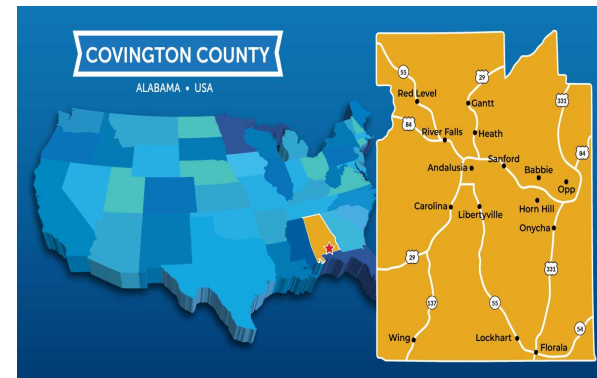 COVINGTON COUNTY
ALABAMA • USA
55
29
Red Level
Gantt
331
84
River Falls
Heath
84
Sanford
Andalusia
Babbie
Opp
Carolina
Libertyville
Horn Hill
Onycha
29
331
137
55
54
Wing
Lockhart
Florala